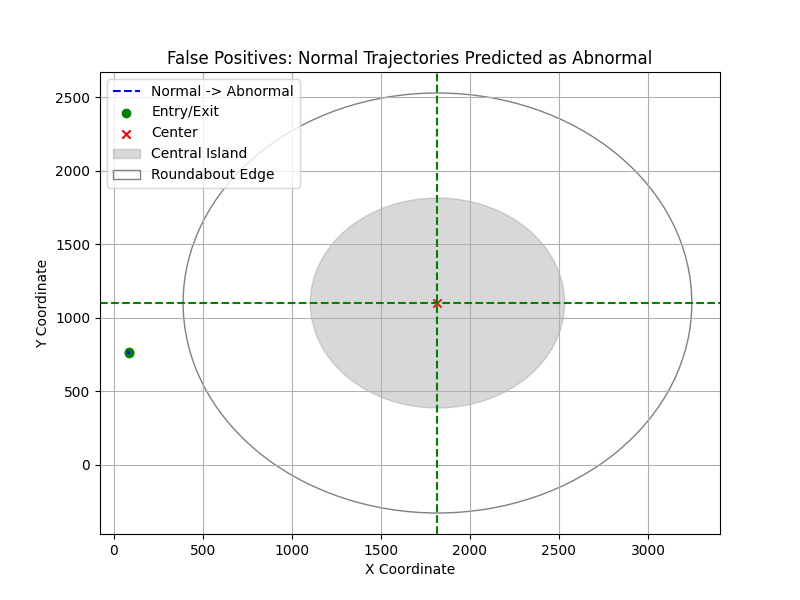 False Positives: Normal Trajectories Predicted as Abnormal
Normal -> Abnormal
Entry/Exit
Center
Central Island
Roundabout Edge
2500
2000
1500
1000
500
0
Y Coordinate
0 500 1000 1500 2000 2500 3000
X Coordinate